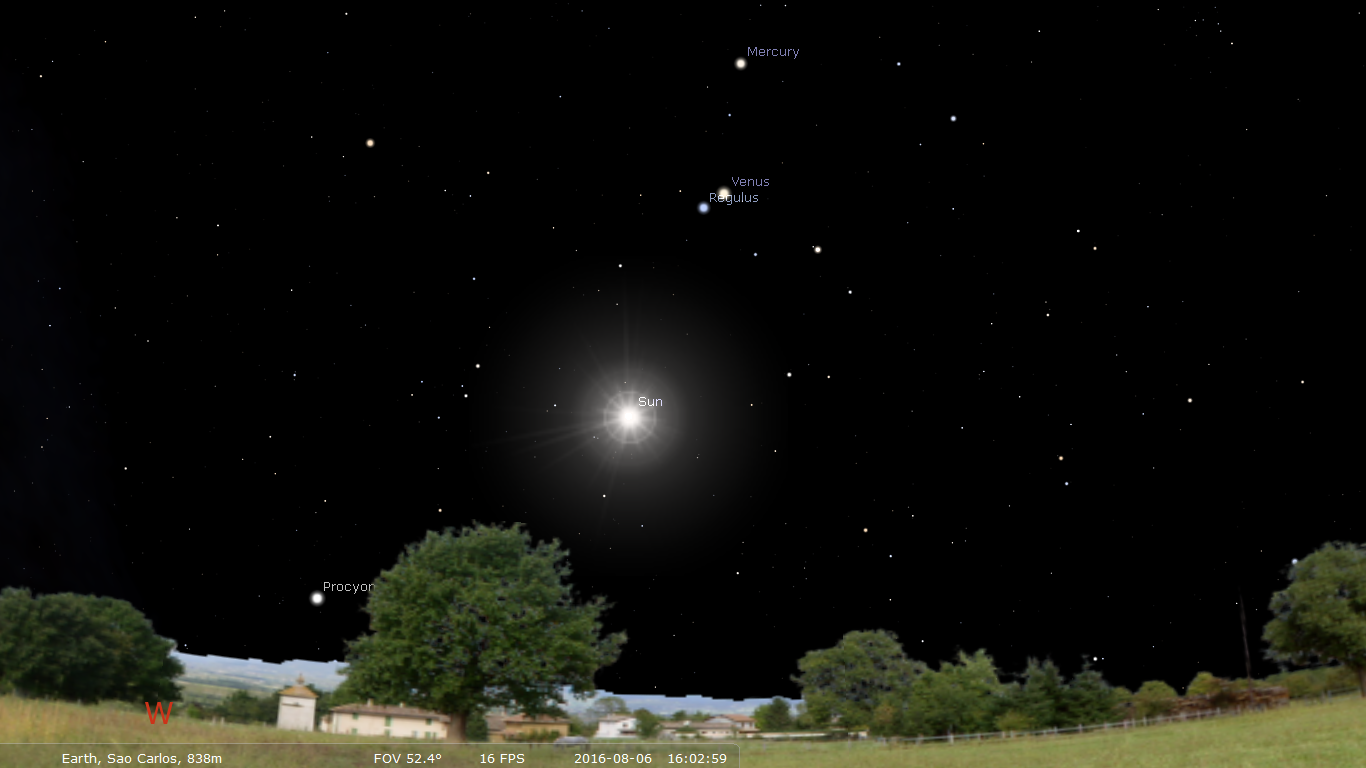 Mercury
Venus
Regulus
Sun
Procyon
W
Earth, Sao Carlos, 838m FOV 52.4° 16 FPS 2016-08-06 16:02:59